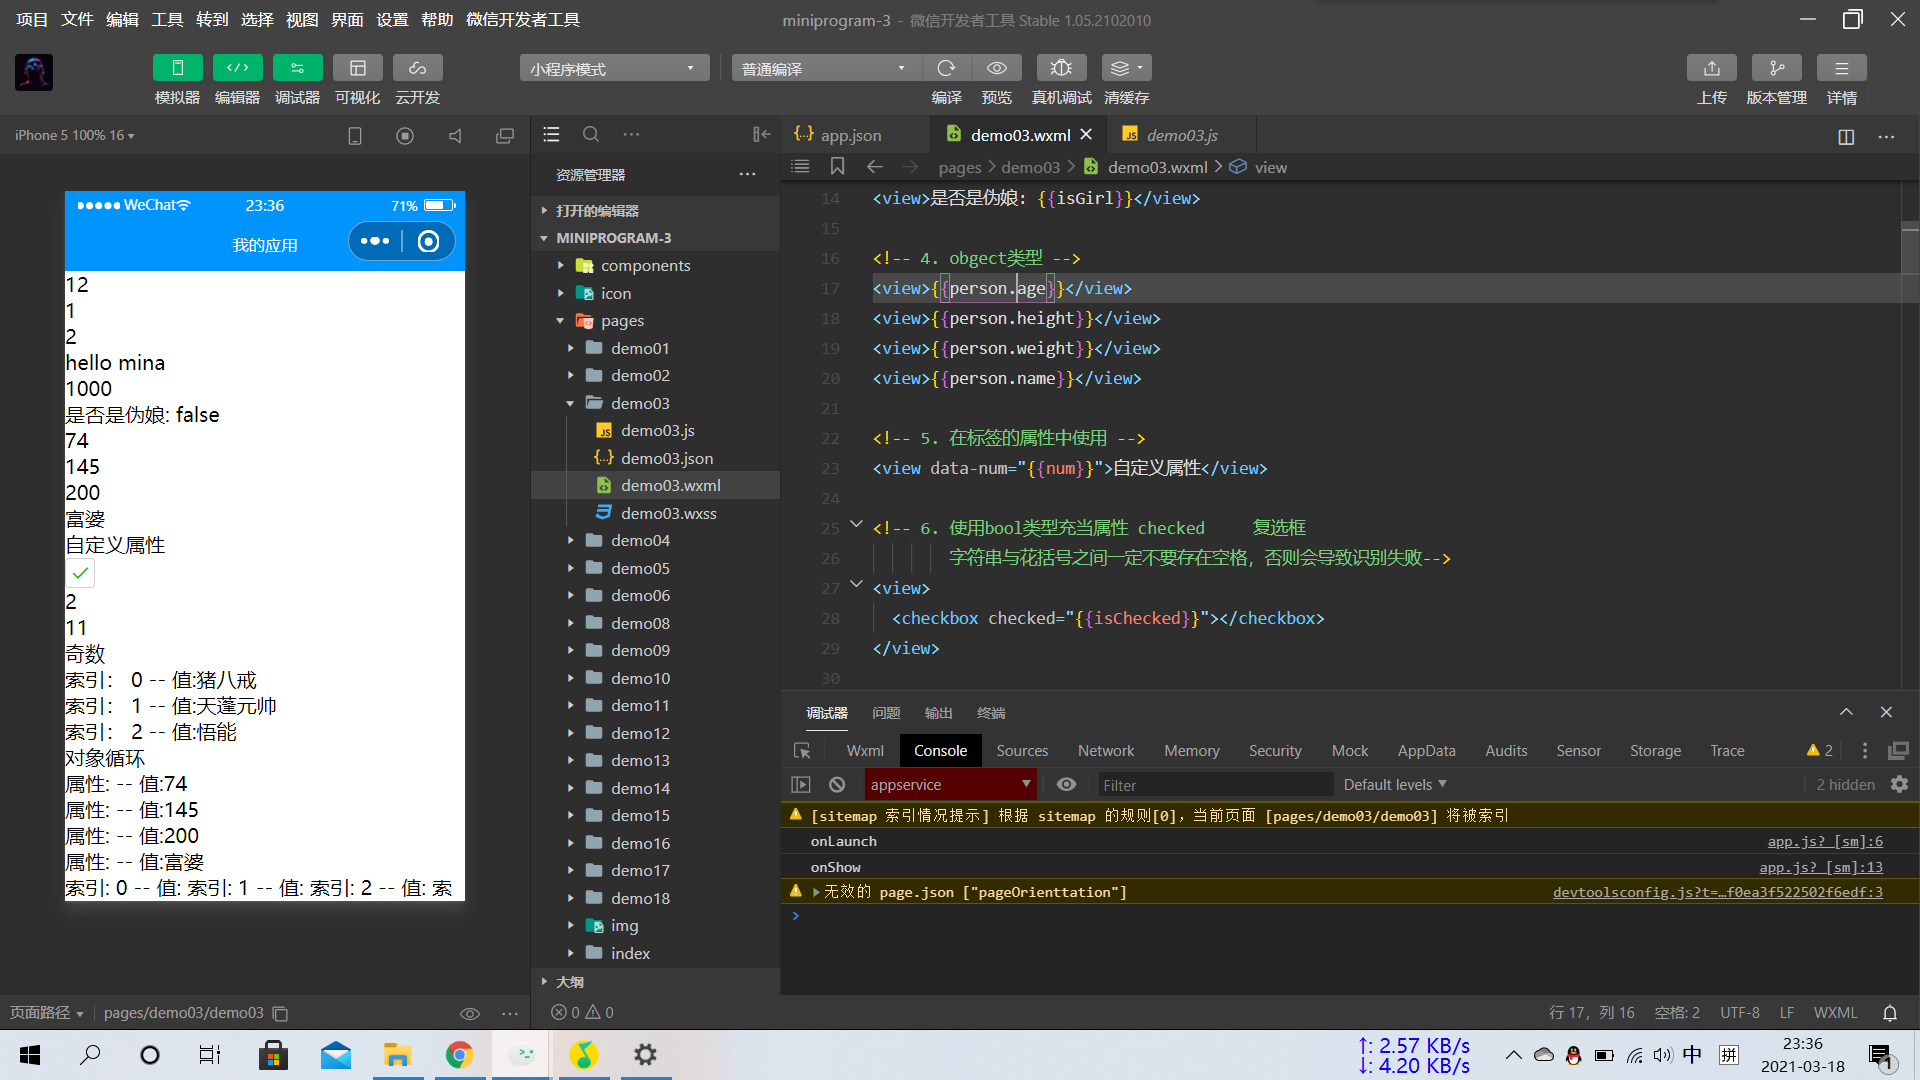 项目 文件 编辑 工具 转到 选择 视图 界面 设置 帮助 微信开发者工具
miniprogram-3 - 微信开发者工具 Stable 1.05.2102010
模拟器 编辑器 调试器 可视化 云开发
小程序模式 普通编译
编译 预览 真机调试 清缓存
上传 版本管理 详情
iPhone 5 100% 16
WeChat 23:36 71%
我的应用
12
1
2
hello mina
1000
是否是伪娘: false
74
145
200
富婆
自定义属性
2
11
奇数
索引： 0 -- 值:猪八戒
索引： 1 -- 值:天蓬元帅
索引： 2 -- 值:悟能
对象循环
属性: -- 值:74
属性: -- 值:145
属性: -- 值:200
属性: -- 值:富婆
索引: 0 -- 值: 索引: 1 -- 值: 索引: 2 -- 值: 索
页面路径 pages/demo03/demo03
资源管理器
打开的编辑器
MINIPROGRAM-3
components
icon
pages
demo01
demo02
demo03
demo03.js
demo03.json
demo03.wxml
demo03.wxss
demo04
demo05
demo06
demo08
demo09
demo10
demo11
demo12
demo13
demo14
demo15
demo16
demo17
demo18
img
index
大纲
0 0
app.json demo03.wxml demo03.js
pages > demo03 > demo03.wxml > view
14 <view>是否是伪娘: {{isGirl}}</view>
15
16 <!-- 4. obgect类型 -->
17 <view>{{person.age}}</view>
18 <view>{{person.height}}</view>
19 <view>{{person.weight}}</view>
20 <view>{{person.name}}</view>
21
22 <!-- 5. 在标签的属性中使用 -->
23 <view data-num="{{num}}">自定义属性</view>
24
25 <!-- 6. 使用bool类型充当属性 checked 复选框
26 字符串与花括号之间一定不要存在空格，否则会导致识别失败-->
27 <view>
28 <checkbox checked="{{isChecked}}"></checkbox>
29 </view>
30
调试器 问题 输出 终端
Wxml Console Sources Network Memory Security Mock AppData Audits Sensor Storage Trace 2
appservice Filter Default levels 2 hidden
[sitemap 索引情况提示] 根据 sitemap 的规则[0]，当前页面 [pages/demo03/demo03] 将被索引
onLaunch app.js? [sm]:6
onShow app.js? [sm]:13
无效的 page.json ["pageOrienttation"] devtoolsconfig.js?t=…f0ea3f522502f6edf:3
行 17，列 16 空格: 2 UTF-8 LF WXML
↑: 2.57 KB/s
↓: 4.20 KB/s
中 拼
23:36
2021-03-18
1